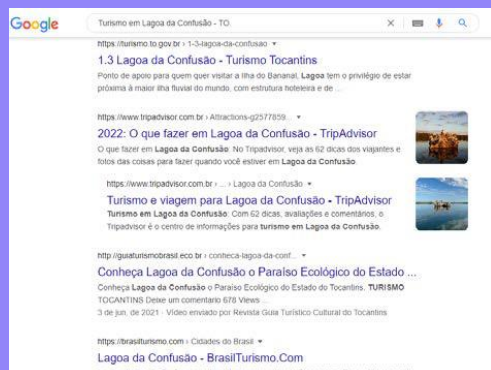 Google
Turismo em Lagoa da Confusão - TO.
https://turismo.to.gov.br › 1-3-lagoa-da-confusao
1.3 Lagoa da Confusão - Turismo Tocantins
Ponto de apoio para quem quer visitar a Ilha do Bananal, Lagoa tem o privilégio de estar
próxima à maior ilha fluvial do mundo, com estrutura hoteleira e de ...
https://www.tripadvisor.com.br › Attractions-g2577859...
2022: O que fazer em Lagoa da Confusão - TripAdvisor
O que fazer em Lagoa da Confusão: No Tripadvisor, veja as 62 dicas dos viajantes e
fotos das coisas para fazer quando você estiver em Lagoa da Confusão.
https://www.tripadvisor.com.br › ... › Lagoa da Confusão
Turismo e viagem para Lagoa da Confusão - TripAdvisor
Turismo em Lagoa da Confusão: Com 62 dicas, avaliações e comentários, o
Tripadvisor é o centro de informações para turismo em Lagoa da Confusão.
http://guiaturismobrasil.eco.br › conheca-lagoa-da-conf...
Conheça Lagoa da Confusão o Paraíso Ecológico do Estado ...
Conheça Lagoa da Confusão o Paraíso Ecológico do Estado do Tocantins. TURISMO
TOCANTINS Deixe um comentario 678 Views ...
3 de jun. de 2021 · Vídeo enviado por Revista Guia Turístico Cultural do Tocantins
https://brasilturismo.com › Cidades do Brasil
Lagoa da Confusão - BrasilTurismo.Com